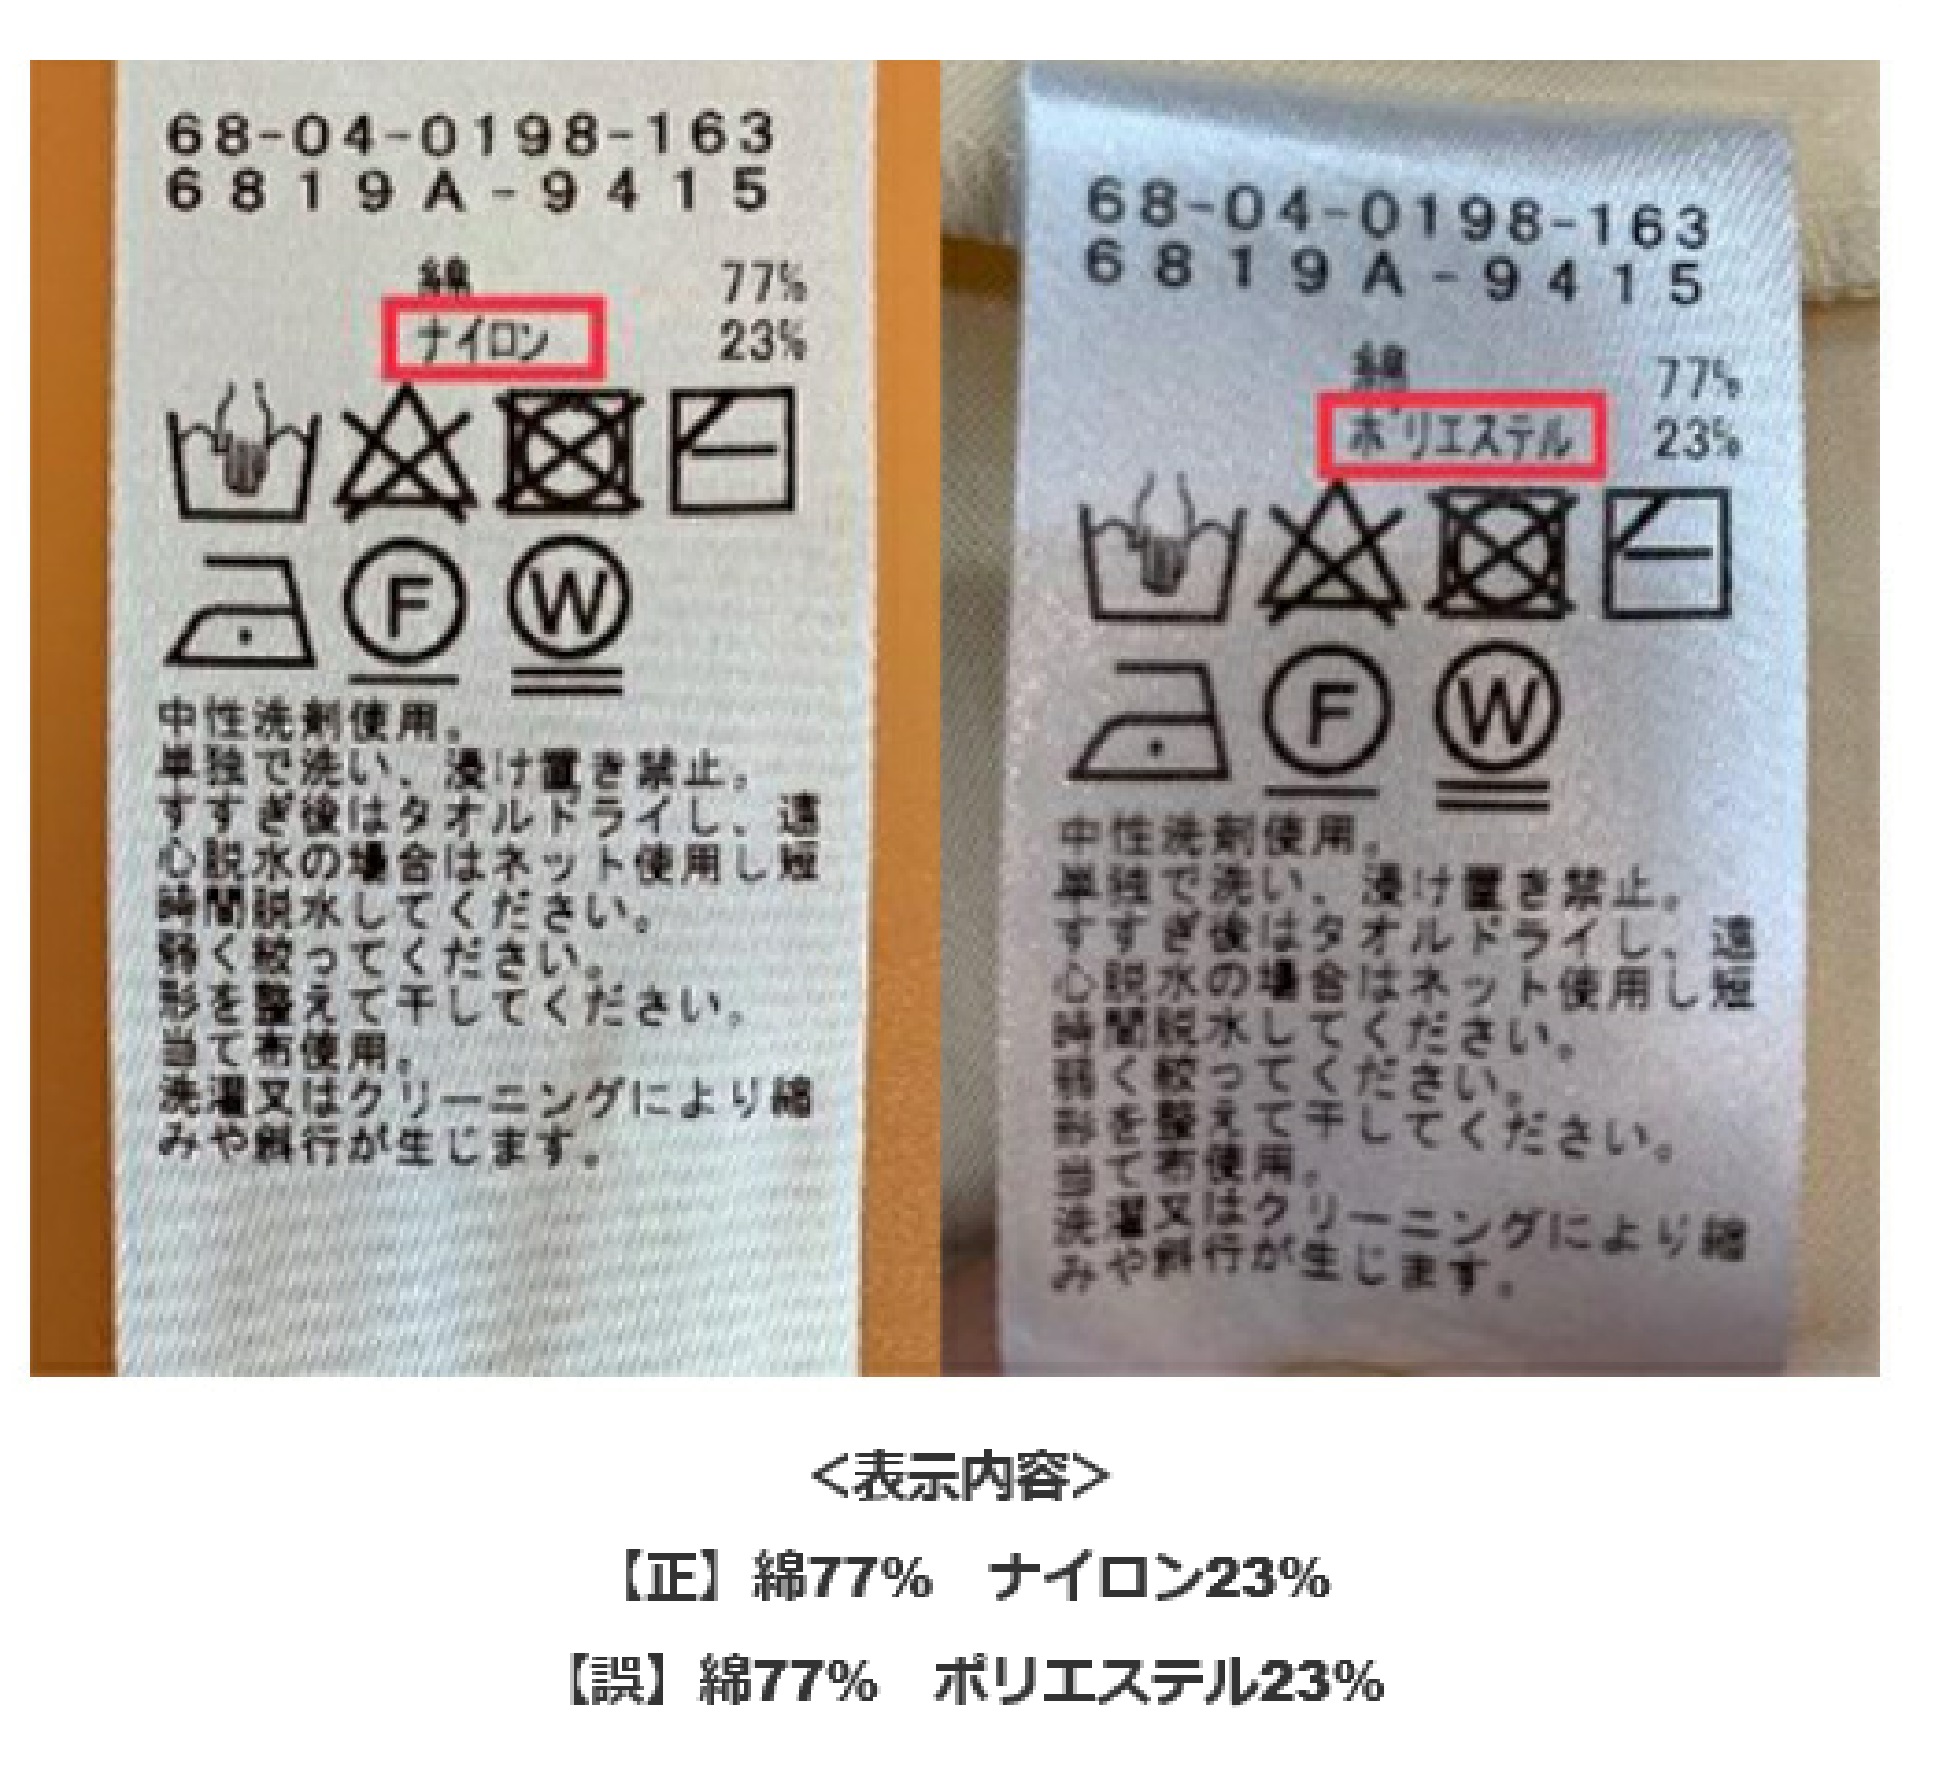 68-04-0198-163
6819A-9415
綿 77%
ナイロン 23%
F W
中性洗剤使用。
単独で洗い、浸け置き禁止。
すすぎ後はタオルドライし、遠
心脱水の場合はネット使用し短
時間脱水してください。
弱く絞ってください。
形を整えて干してください。
当て布使用。
洗濯又はクリーニングにより縮
みや斜行が生じます。
68-04-0198-163
6819A-9415
綿 77%
ポリエステル 23%
F W
中性洗剤使用。
単独で洗い、浸け置き禁止。
すすぎ後はタオルドライし、遠
心脱水の場合はネット使用し短
時間脱水してください。
弱く絞ってください。
形を整えて干してください。
当て布使用。
洗濯又はクリーニングにより縮
みや斜行が生じます。
<表示内容>
【正】綿77% ナイロン23%
【誤】綿77% ポリエステル23%